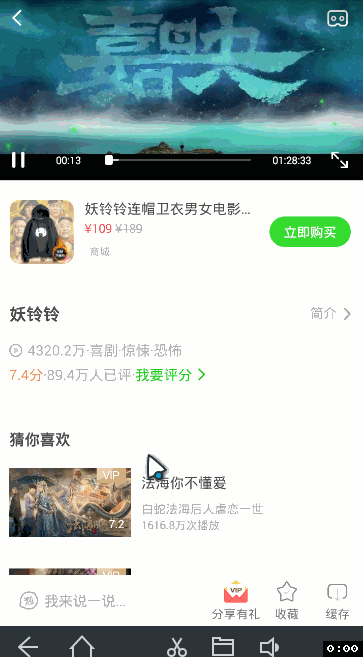 嘉映
00:13
01:28:33
妖铃铃连帽卫衣男女电影...
¥109 ¥189
商城
立即购买
妖铃铃
简介
4320.2万·喜剧·惊悚·恐怖
7.4分·89.4万人已评·我要评分
猜你喜欢
VIP
7.2
法海你不懂爱
白蛇法海后人虐恋一世
1616.8万次播放
VIP
我来说一说...
VIP
分享有礼
收藏
缓存
0:00